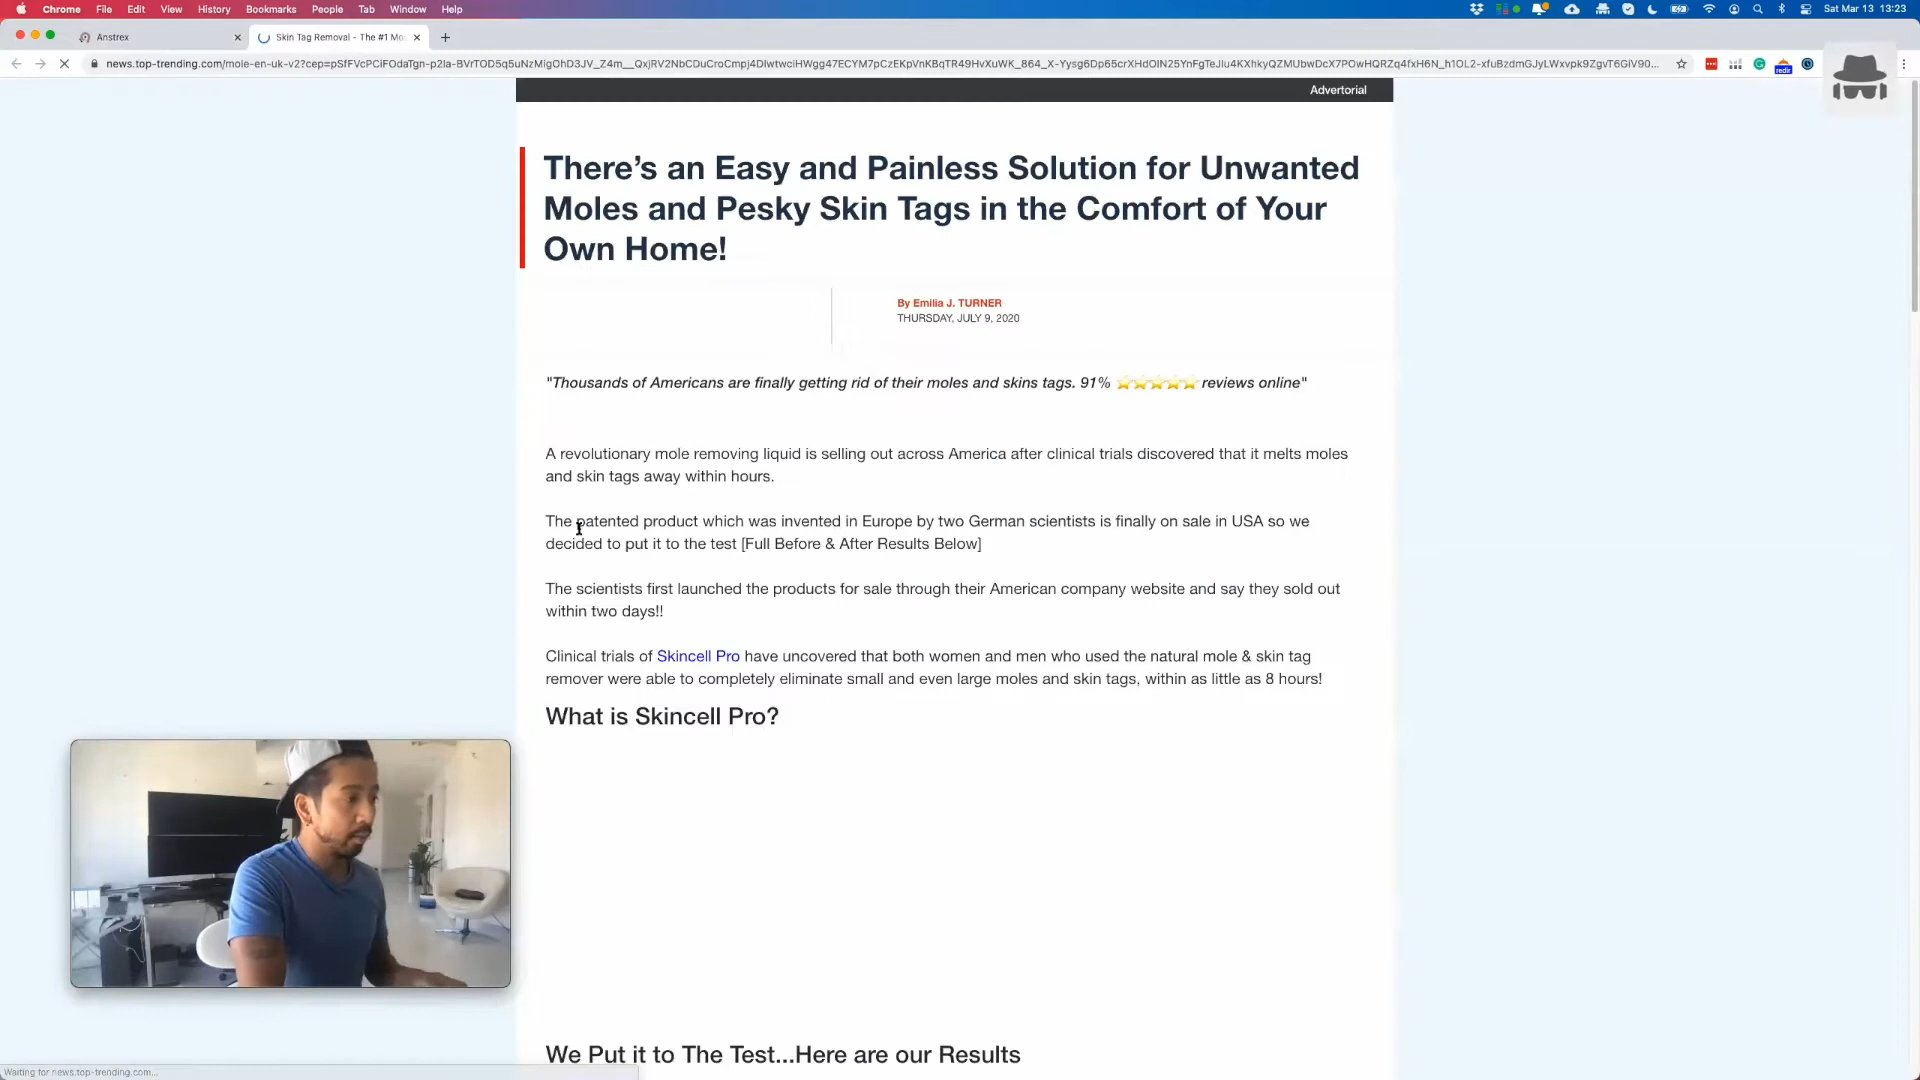 Chrome File Edit View History Bookmarks People Tab Window Help
Sat Mar 13 13:23
Anstrex
Skin Tag Removal - The #1 Mo
Advertorial
There's an Easy and Painless Solution for Unwanted
Moles and Pesky Skin Tags in the Comfort of Your
Own Home!
By Emilia J. TURNER
THURSDAY, JULY 9, 2020
"Thousands of Americans are finally getting rid of their moles and skins tags. 91% ⭐⭐⭐⭐⭐ reviews online"
A revolutionary mole removing liquid is selling out across America after clinical trials discovered that it melts moles
and skin tags away within hours.
The patented product which was invented in Europe by two German scientists is finally on sale in USA so we
decided to put it to the test [Full Before & After Results Below]
The scientists first launched the products for sale through their American company website and say they sold out
within two days!!
Clinical trials of Skincell Pro have uncovered that both women and men who used the natural mole & skin tag
remover were able to completely eliminate small and even large moles and skin tags, within as little as 8 hours!
What is Skincell Pro?
We Put it to The Test...Here are our Results
Waiting for news.top-trending.com...